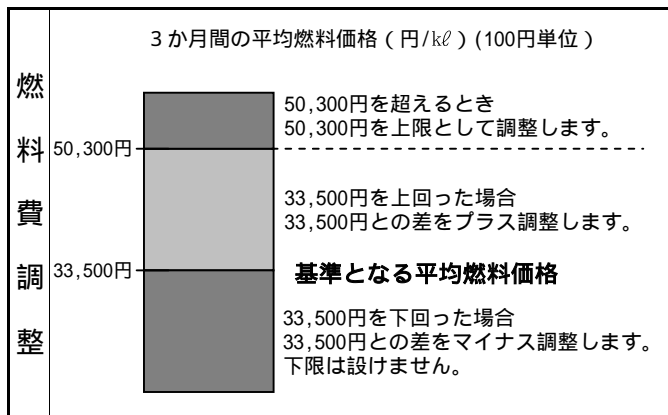 燃料費調整
3か月間の平均燃料価格(円/kℓ)(100円単位)
50,300円を超えるとき
50,300円を上限として調整します。
50,300円
33,500円を上回った場合
33,500円との差をプラス調整します。
33,500円
基準となる平均燃料価格
33,500円を下回った場合
33,500円との差をマイナス調整します。
下限は設けません。